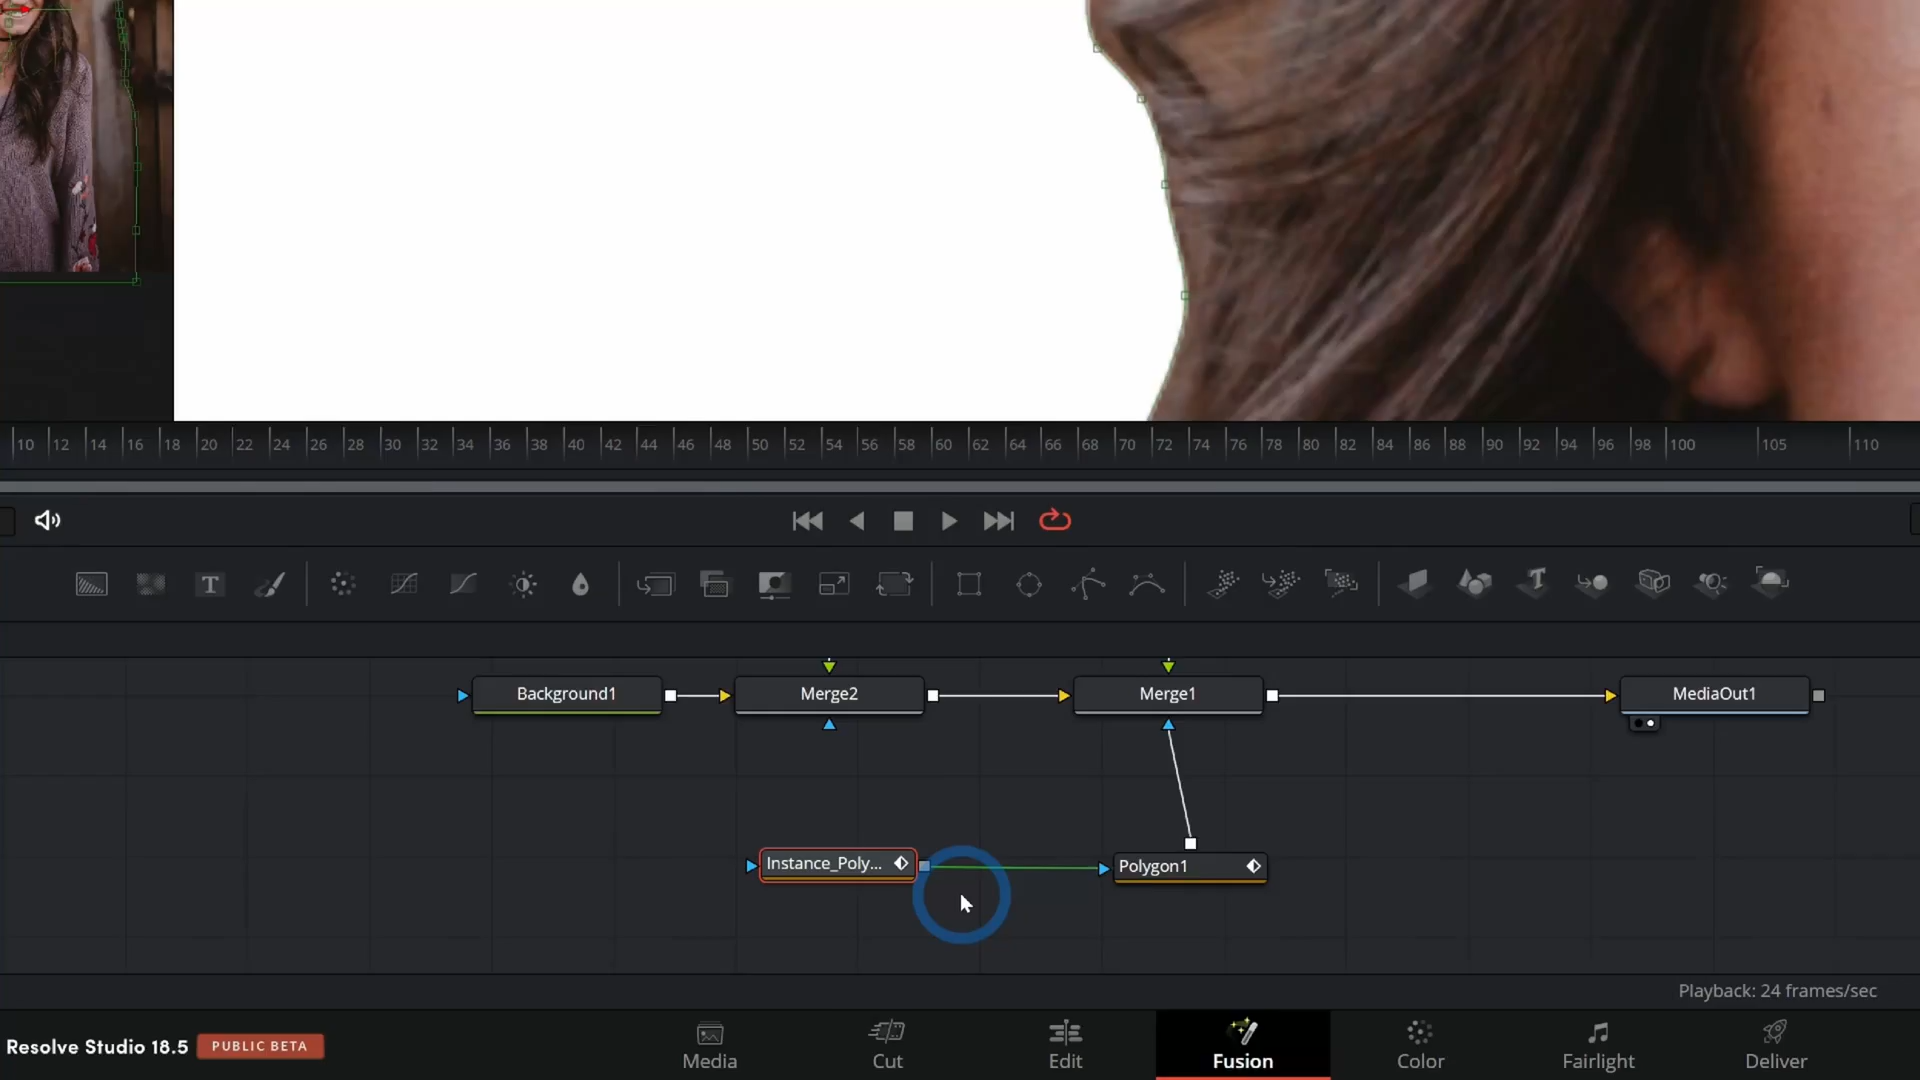 10 12 14 16 18 20 22 24 26 28 30 32 34 36 38 40 42 44 46 48 50 52 54 56 58 60 62 64 66 68 70 72 74 76 78 80 82 84 86 88 90 92 94 96 98 100 105 110
T
T
Background1 Merge2 Merge1 MediaOut1
Instance_Poly... Polygon1
Playback: 24 frames/sec
Resolve Studio 18.5 PUBLIC BETA
Media Cut Edit Fusion Color Fairlight Deliver